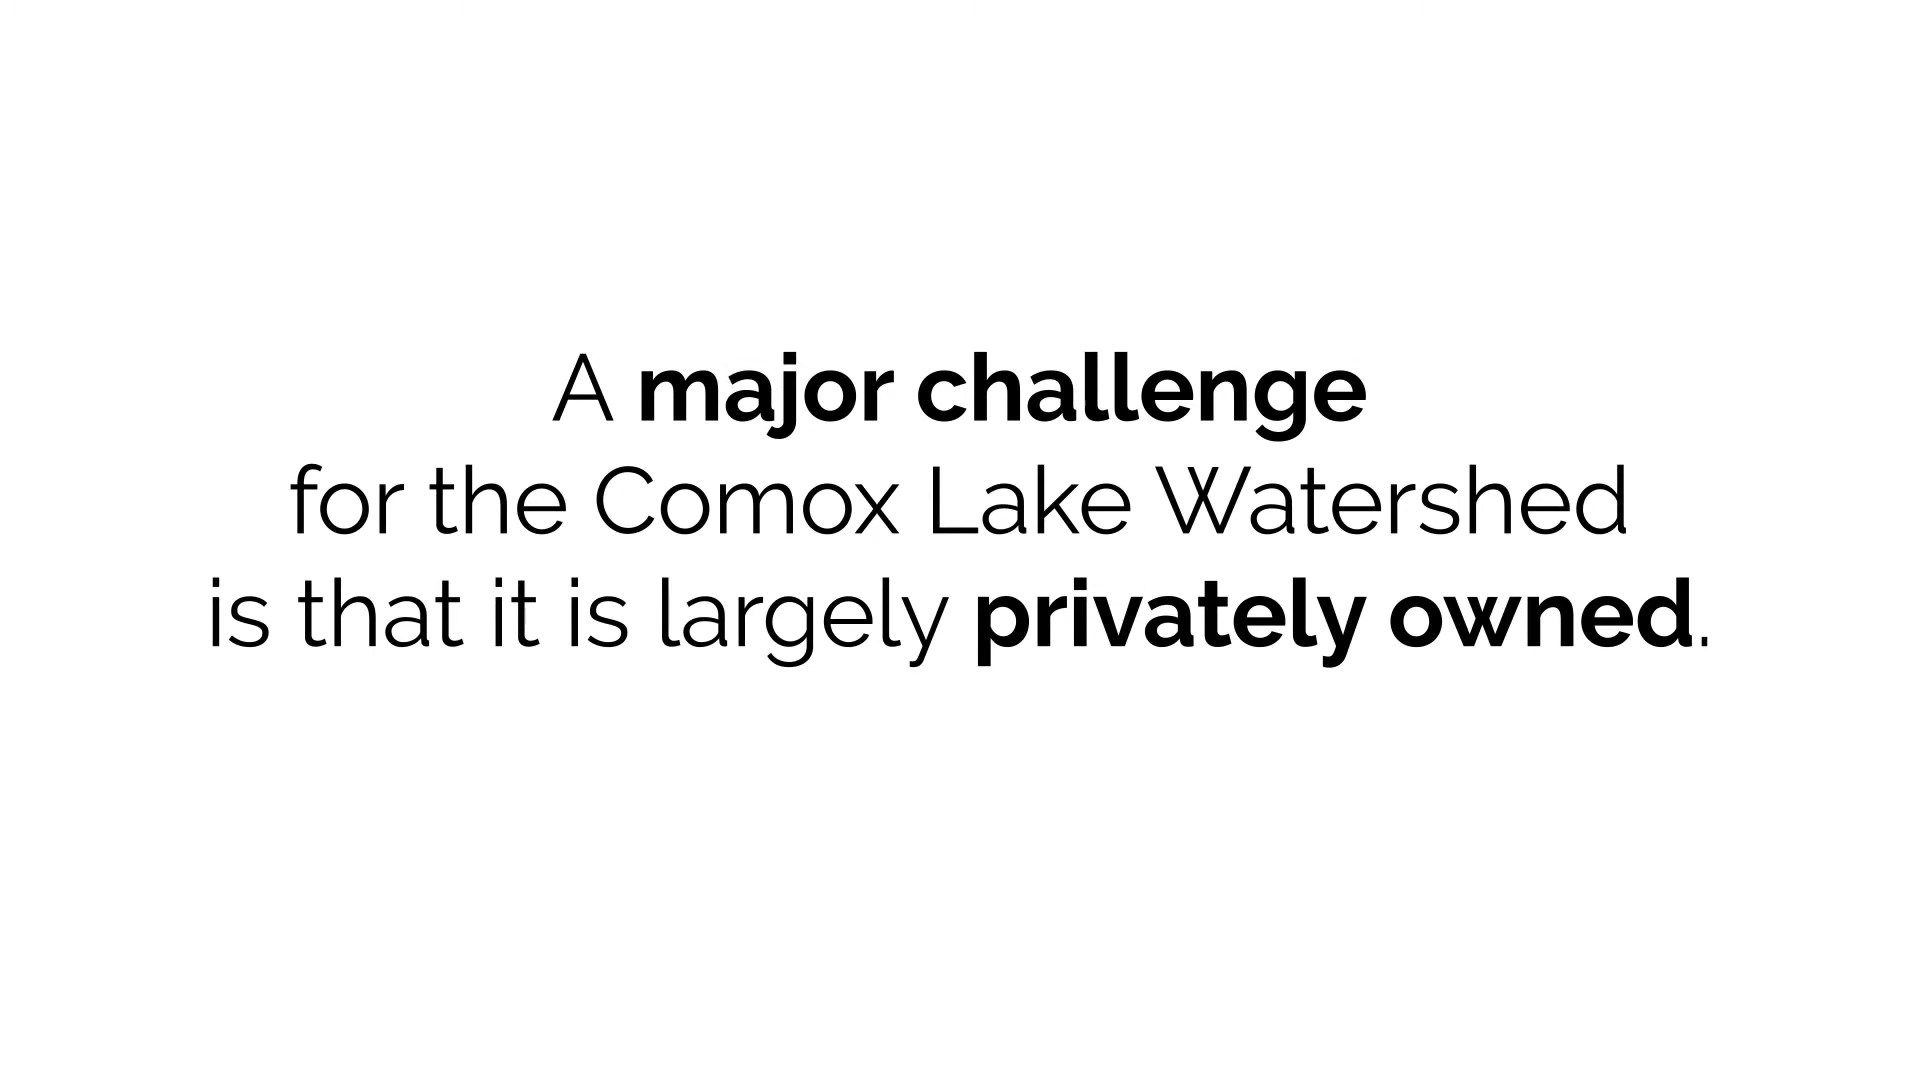 A major challenge
for the Comox Lake Watershed
is that it is largely privately owned.